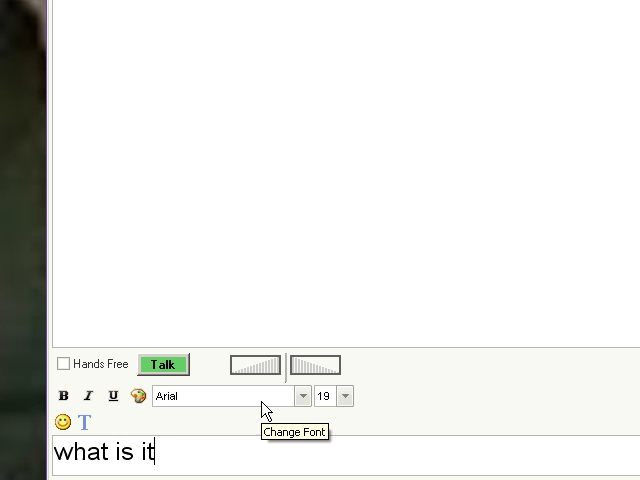 Hands Free Talk
B I U Arial 19
T
Change Font
what is it